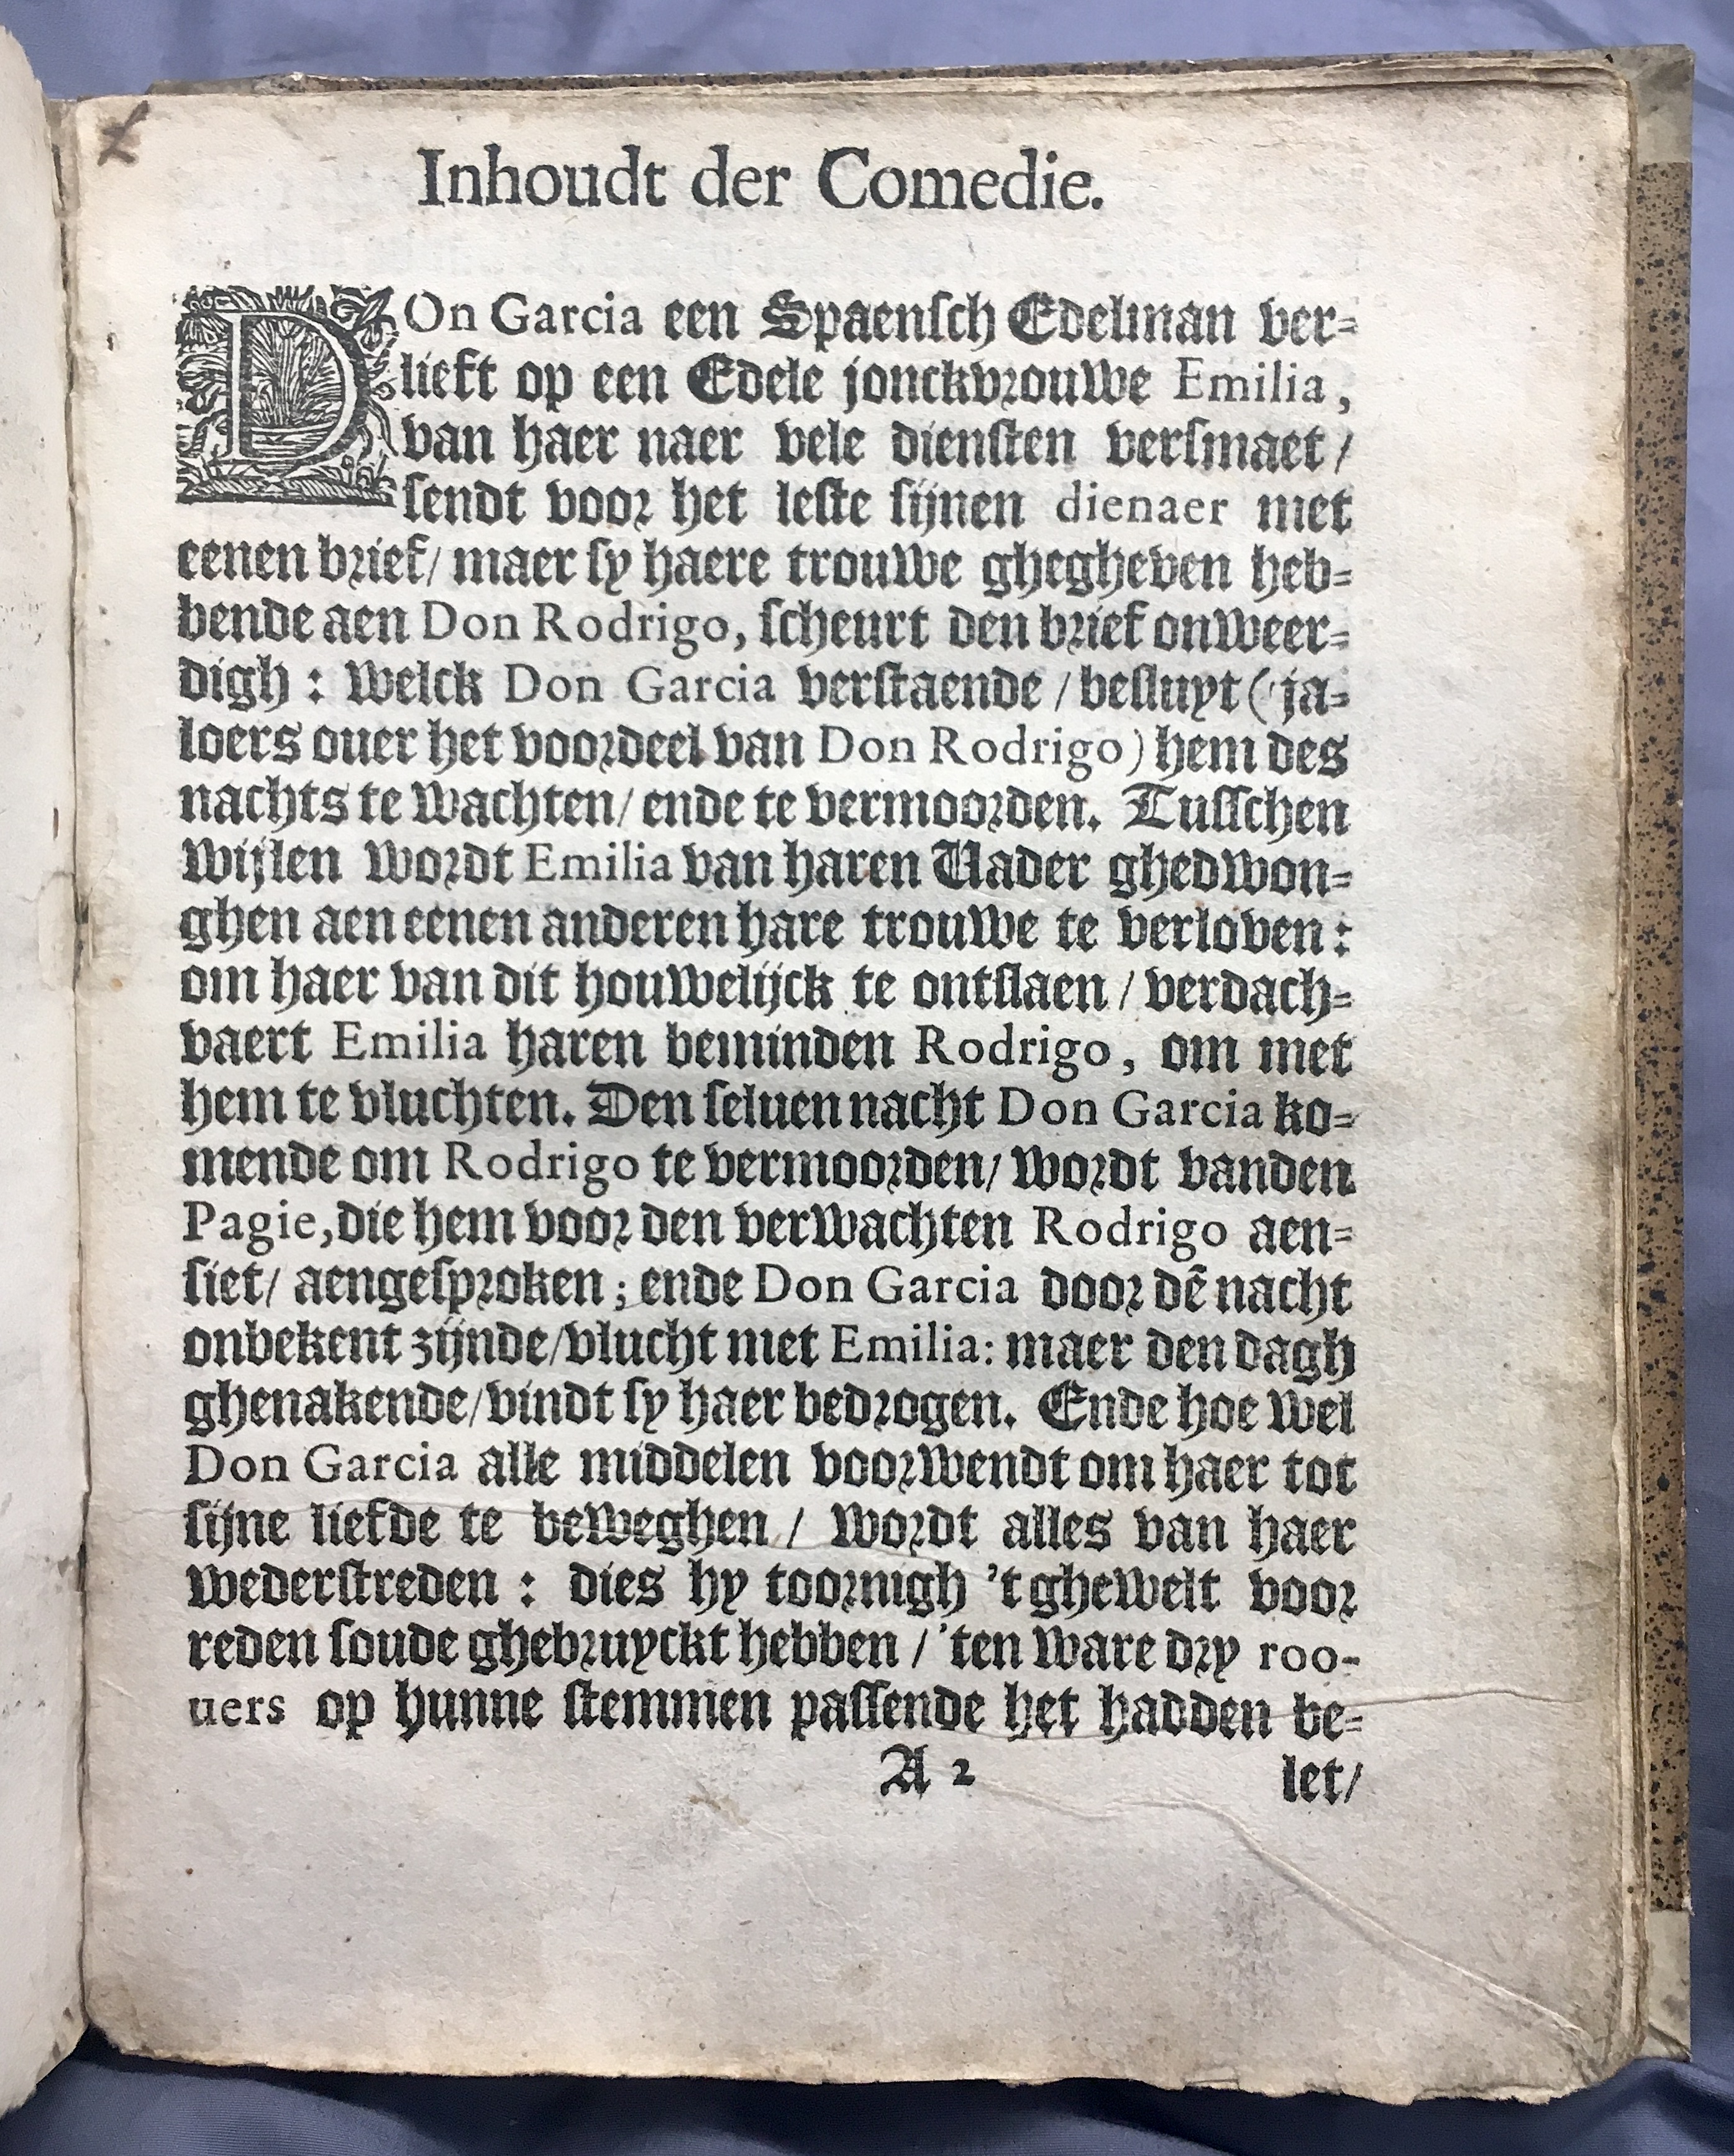 Inhoudt der Comedie.
DOn Garcia een Spaensch Edelman ver-
lieft op een Edele jonckvrouwe Emilia,
van haer naer vele diensten versmaet /
sendt voor het leste sijnen dienaer met
eenen brief / maer sy haere trouwe ghegheven heb-
bende aen Don Rodrigo, scheurt den brief onweer-
digh : welck Don Garcia verstaende / besluyt ( ja-
loers ouer het voordeel van Don Rodrigo ) hem des
nachts te wachten / ende te vermoorden. Tusschen
wijlen wordt Emilia van haren Vader ghedwon-
ghen aen eenen anderen hare trouwe te verloven :
om haer van dit houwelijck te ontslaen / verdach-
vaert Emilia haren beminden Rodrigo, om met
hem te vluchten. Den seluen nacht Don Garcia ko-
mende om Rodrigo te vermoorden / wordt vanden
Pagie, die hem voor den verwachten Rodrigo aen-
siet / aengesproken ; ende Don Garcia door dē nacht
onbekent zijnde / vlucht met Emilia: maer den dagh
ghenakende / vindt sy haer bedrogen. Ende hoe wel
Don Garcia alle middelen voorwendt om haer tot
sijne liefde te beweghen / wordt alles van haer
wederstreden : dies hy toornigh 't ghewelt voor
reden soude ghebruyckt hebben / 'ten ware dry roo-
uers op hunne stemmen passende het hadden be-
A 2 let /